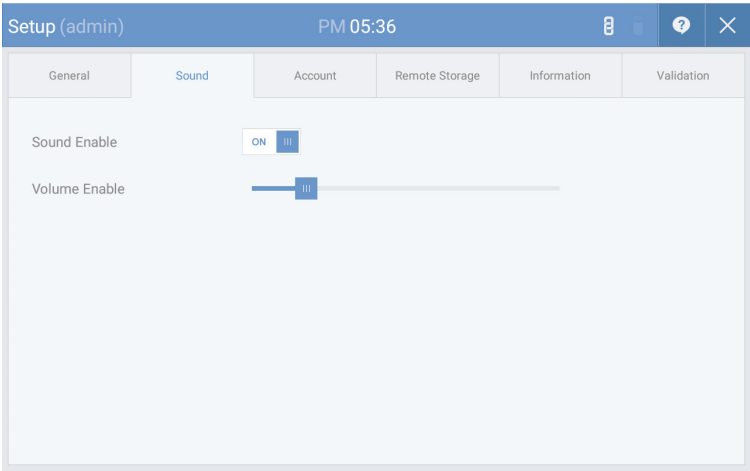 Setup (admin) PM 05:36
General Sound Account Remote Storage Information Validation
Sound Enable ON
Volume Enable